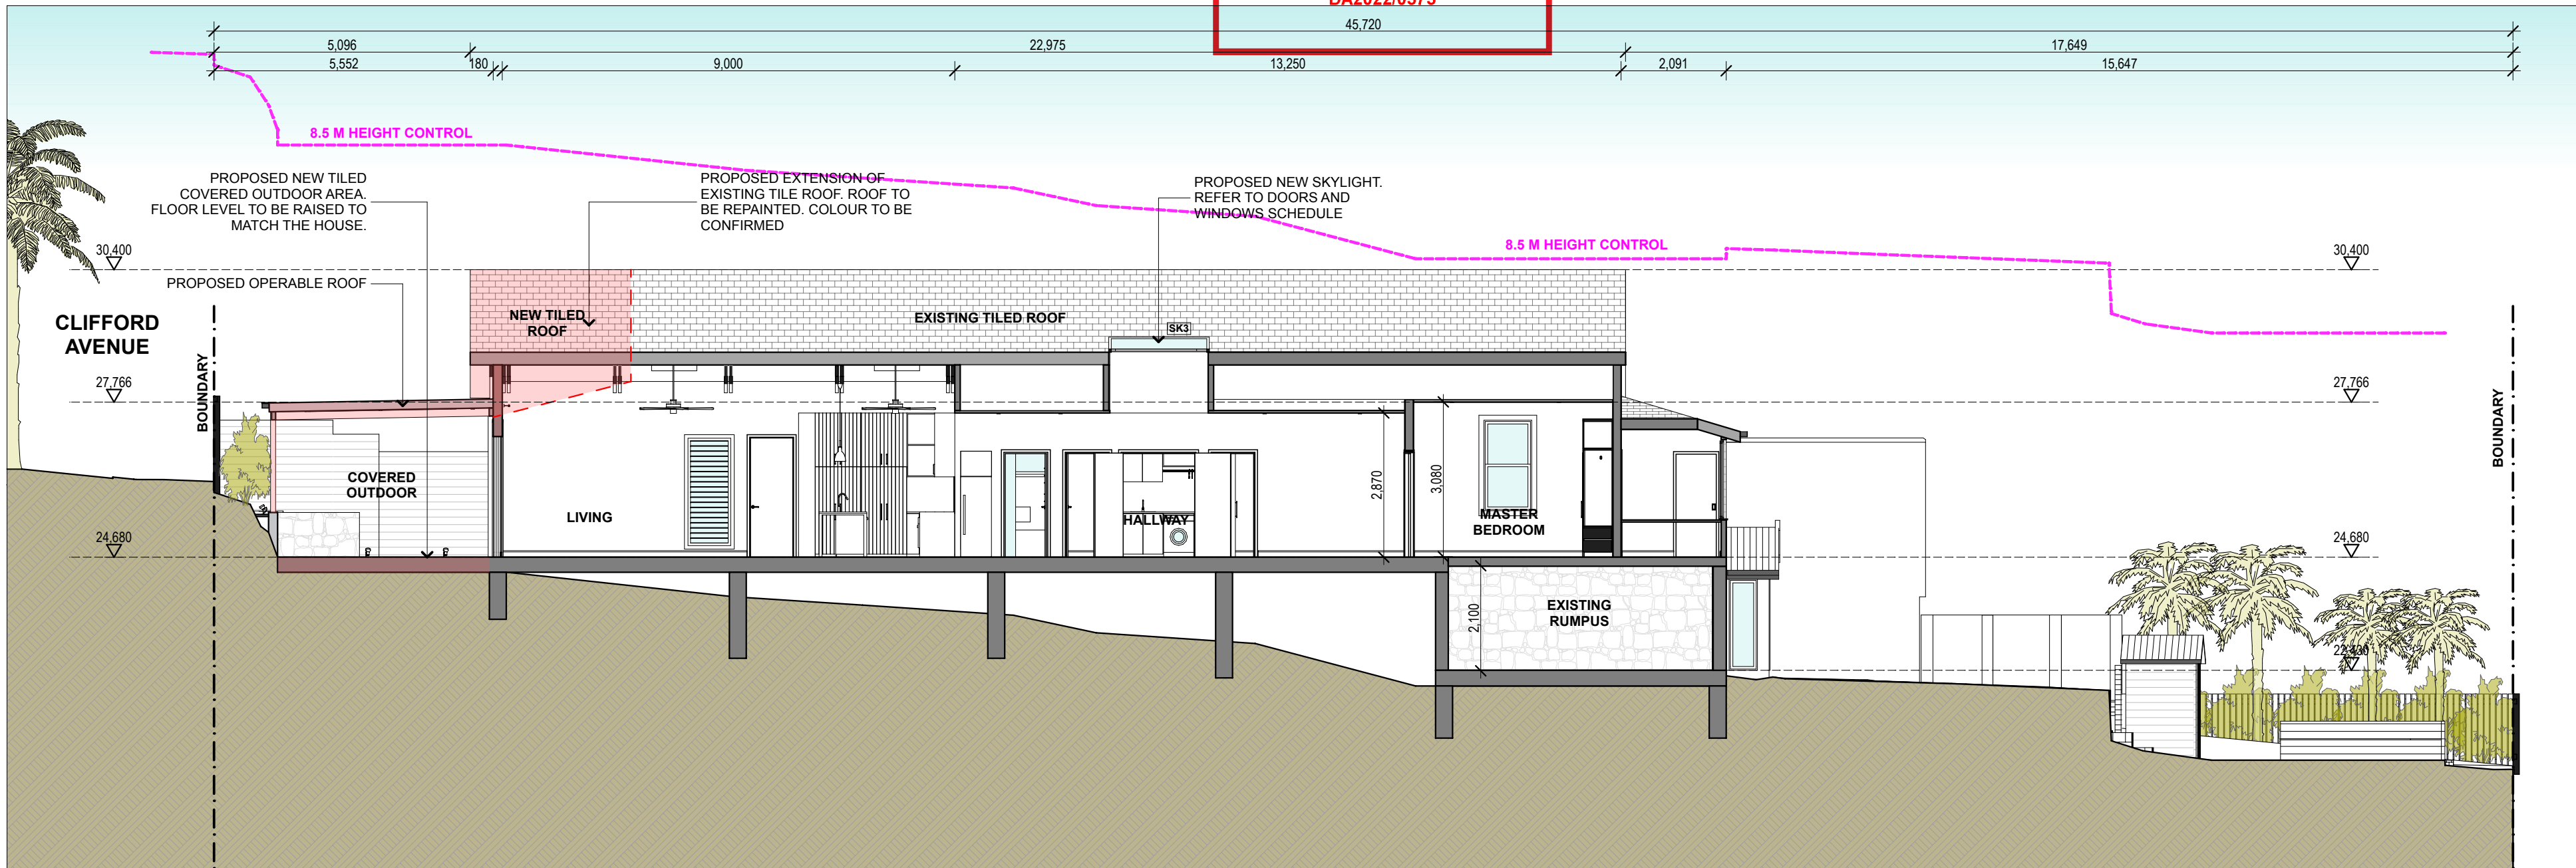 DA2022/0375
45,720
5,096
22,975
17,649
5,552
180
9,000
13,250
2,091
15,647
8.5 M HEIGHT CONTROL
PROPOSED NEW TILED
COVERED OUTDOOR AREA.
FLOOR LEVEL TO BE RAISED TO
MATCH THE HOUSE.
PROPOSED EXTENSION OF
EXISTING TILE ROOF. ROOF TO
BE REPAINTED. COLOUR TO BE
CONFIRMED
PROPOSED NEW SKYLIGHT.
REFER TO DOORS AND
WINDOWS SCHEDULE
8.5 M HEIGHT CONTROL
30,400
30,400
PROPOSED OPERABLE ROOF
CLIFFORD
AVENUE
NEW TILED
ROOF
EXISTING TILED ROOF
SK3
BOUNDARY
BOUNDARY
27,766
27,766
COVERED
OUTDOOR
LIVING
HALLWAY
2,870
3,080
MASTER
BEDROOM
24,680
24,680
2,100
EXISTING
RUMPUS
22,430